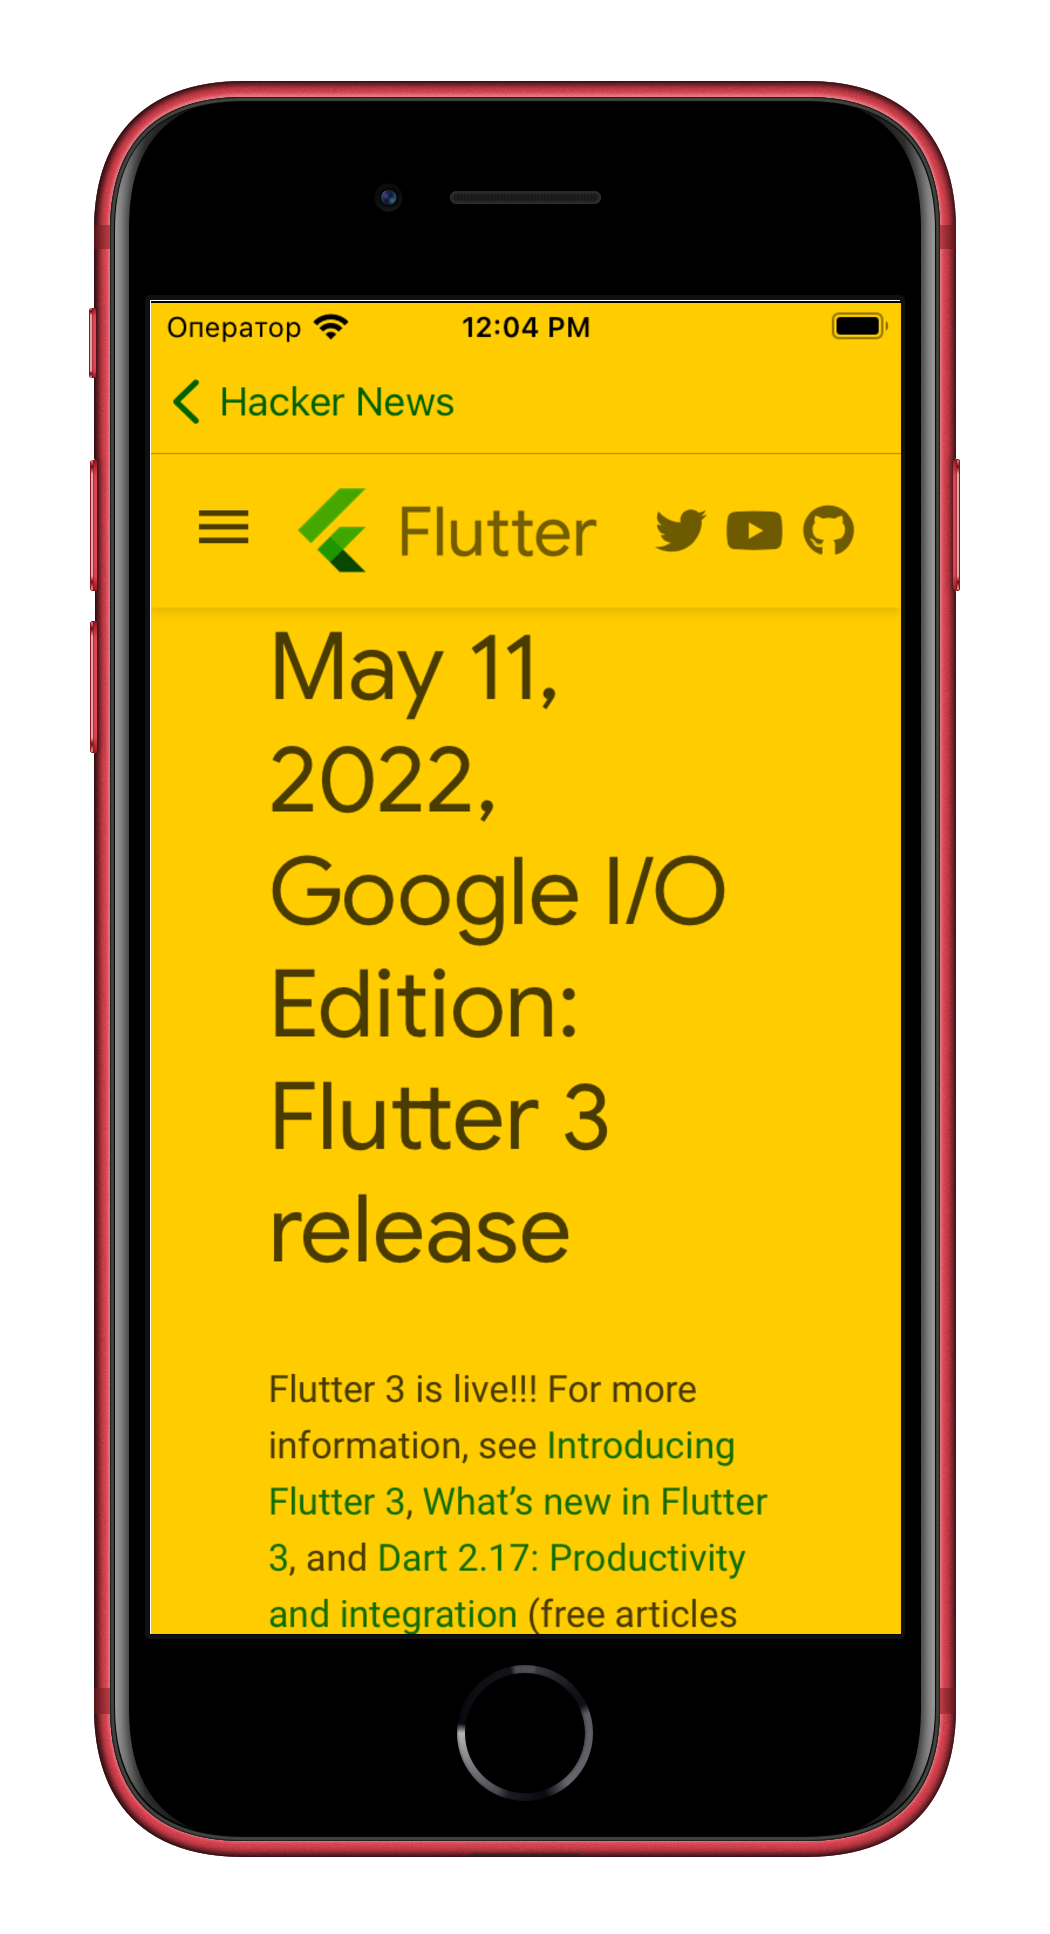 Оператор 12:04 PM
Hacker News
Flutter
May 11,
2022,
Google I/O
Edition:
Flutter 3
release
Flutter 3 is live!!! For more
information, see Introducing
Flutter 3, What’s new in Flutter
3, and Dart 2.17: Productivity
and integration (free articles